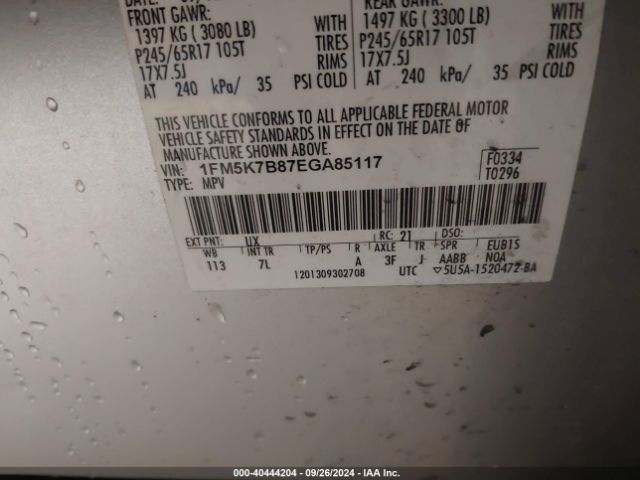 FRONT GAWR:
1397 KG ( 3080 LB) WITH
P245/65R17 105T TIRES
17X7.5J RIMS
AT 240 kPa/ 35 PSI COLD
REAR GAWR:
1497 KG ( 3300 LB) WITH
P245/65R17 105T TIRES
17X7.5J RIMS
AT 240 kPa/ 35 PSI COLD
THIS VEHICLE CONFORMS TO ALL APPLICABLE FEDERAL MOTOR
VEHICLE SAFETY STANDARDS IN EFFECT ON THE DATE OF
MANUFACTURE SHOWN ABOVE.
VIN: 1FM5K7B87EGA85117
TYPE: MPV
F0334
T0296
EXT PNT: UX RC: 21 DSO:
WB INT TR TP/PS R AXLE TR SPR EUB1S
113 7L A 3F J AABB N0A
1201309302708 UTC ▽5U5A-1520472-BA
000-40444204 - 09/26/2024 - IAA Inc.